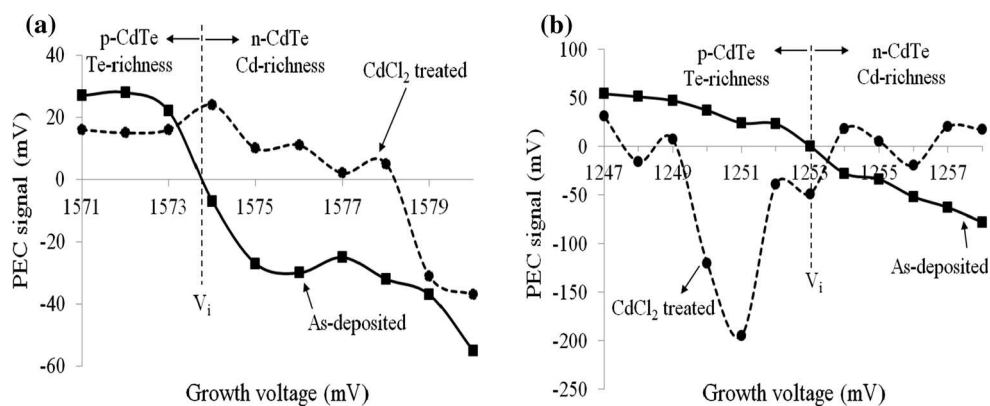 (a)
p-CdTe
n-CdTe
Te-richness
Cd-richness
CdCl2 treated
40
20
0
-20
-40
-60
PEC signal (mV)
1571
1573
1575
1577
1579
Vi
As-deposited
Growth voltage (mV)
(b)
p-CdTe
n-CdTe
Te-richness
Cd-richness
100
50
0
-50
-100
-150
-200
-250
PEC signal (mV)
1247
1249
1251
1253
1255
1257
As-deposited
CdCl2 treated
Vi
Growth voltage (mV)